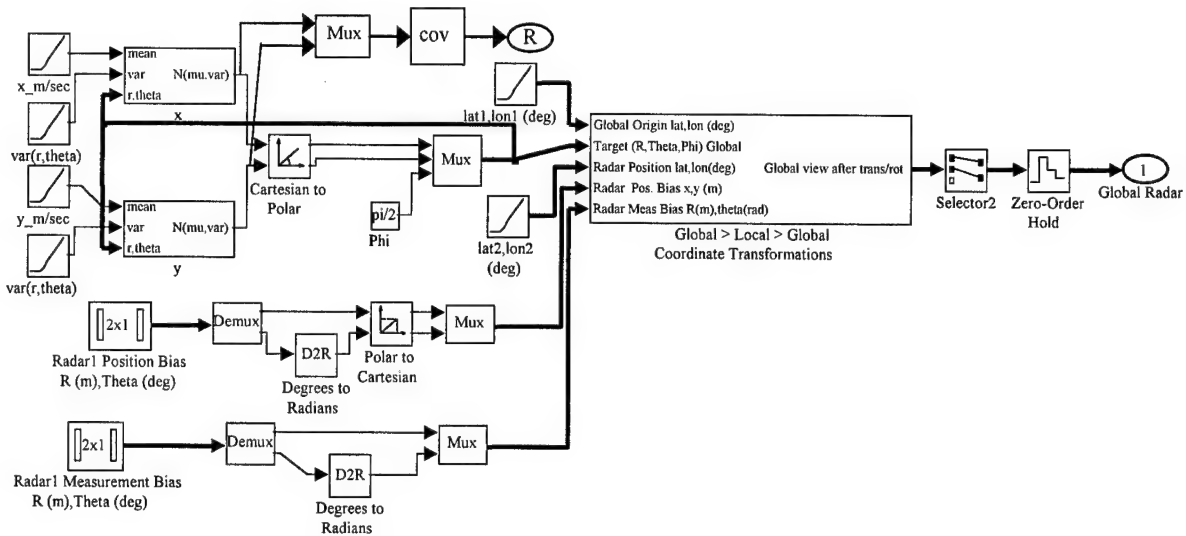 x_m/sec
var(r,theta)
y_m/sec
var(r,theta)
mean
var
r,theta
N(mu.var)
x
mean
var
r,theta
N(mu,var)
y
Mux
cov
R
lat1,lon1 (deg)
Cartesian to
Polar
pi/2
Phi
Mux
lat2,lon2
(deg)
Global Origin lat,lon (deg)
Target (R,Theta,Phi) Global
Radar Position lat,lon(deg)
Radar Pos. Bias x,y (m)
Radar Meas Bias R(m),theta(rad)
Global view after trans/rot
Global > Local > Global
Coordinate Transformations
Selector2
Zero-Order
Hold
1
Global Radar
2x1
Radar1 Position Bias
R (m),Theta (deg)
Demux
D2R
Degrees to
Radians
Polar to
Cartesian
Mux
2x1
Radar1 Measurement Bias
R (m),Theta (deg)
Demux
D2R
Degrees to
Radians
Mux